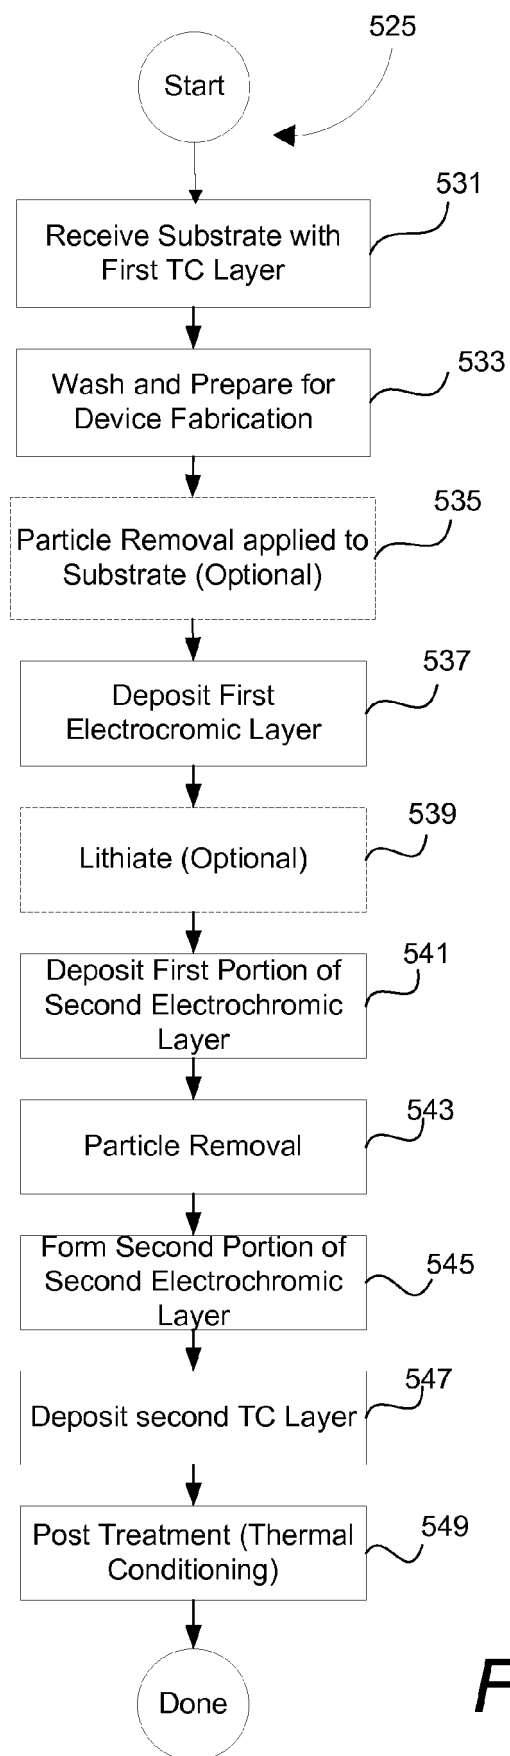 525
Start
531
Receive Substrate with
First TC Layer
533
Wash and Prepare for
Device Fabrication
535
Particle Removal applied to
Substrate (Optional)
537
Deposit First
Electrocromic Layer
539
Lithiate (Optional)
541
Deposit First Portion of
Second Electrochromic
Layer
543
Particle Removal
Form Second Portion of
545
Second Electrochromic
Layer
547
Deposit second TC Layer
549
Post Treatment (Thermal
Conditioning)
Done